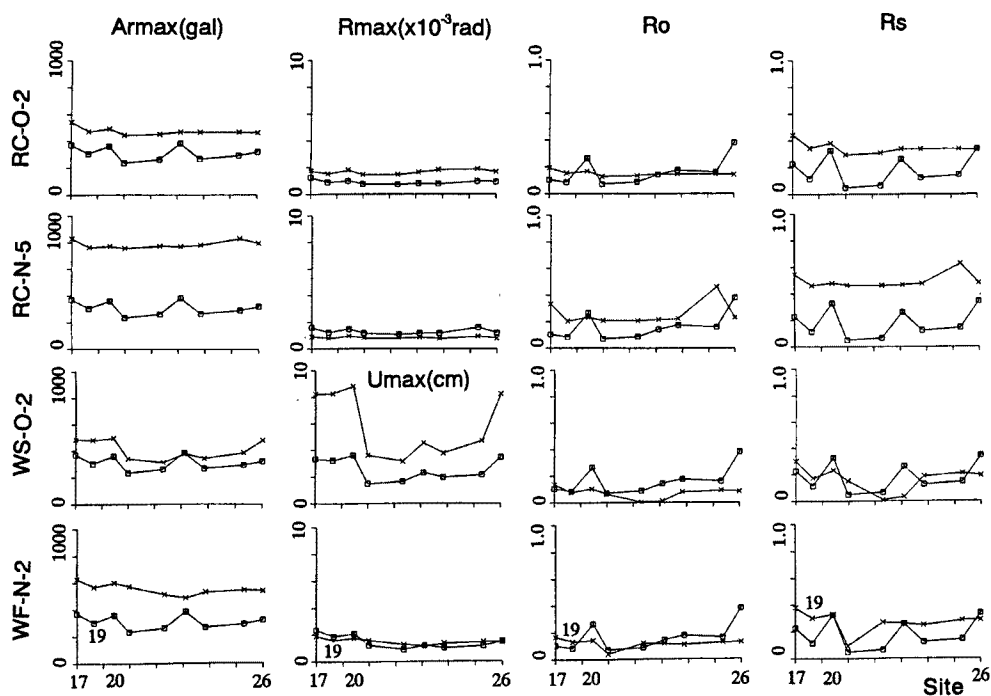 Armax(gal) Rmax(x10⁻³rad) Ro Rs
RC-O-2
1000 10 1.0 1.0
0 0 0 0
RC-N-5
1000 10 1.0 1.0
0 0 0 0
WS-O-2
Umax(cm)
1000 10 1.0 1.0
0 0 0 0
WF-N-2
1000 10 1.0 1.0
19 19 19 19
0 0 0 0
17 20 26 17 20 26 17 20 26 17 20 26
Site